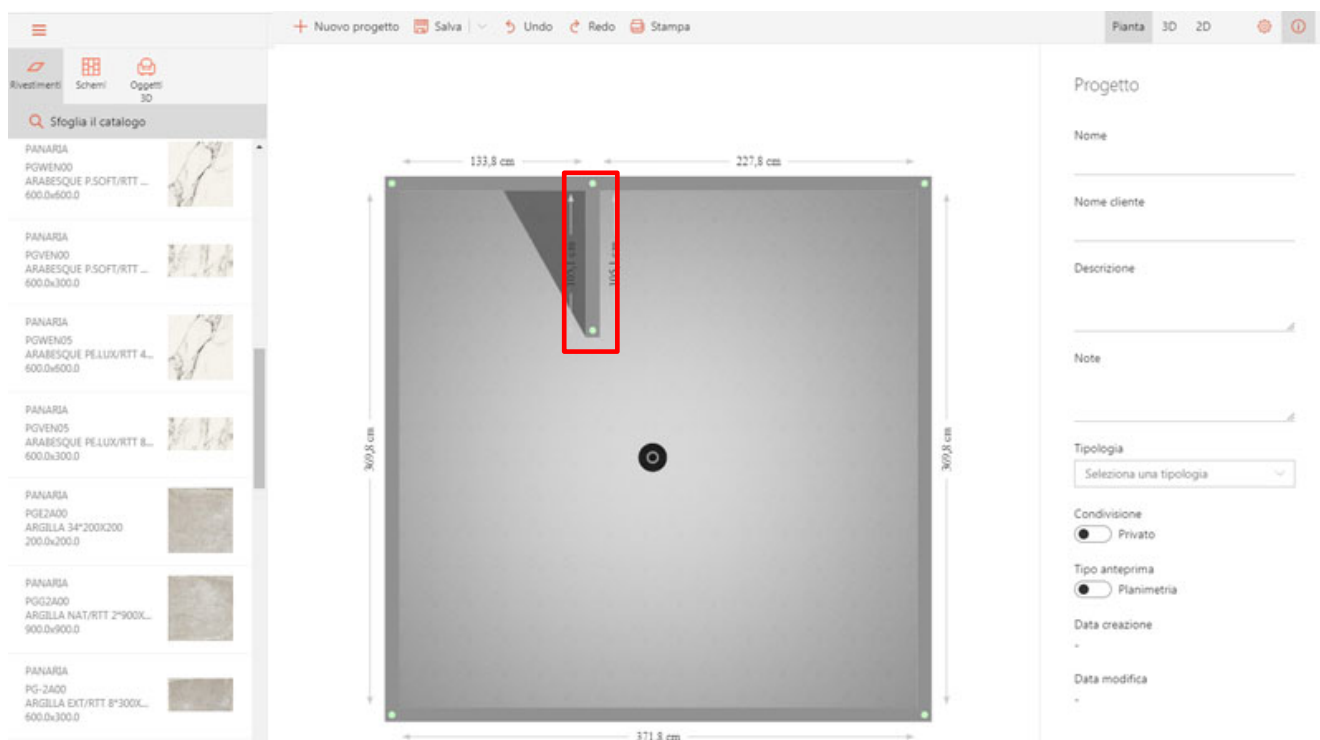 Nuovo progetto Salva Undo Redo Stampa Pianta 3D 2D
Rivestimenti Schemi Oggetti
3D
Sfoglia il catalogo
PANARIA
PGWEN00
ARABESQUE P.SOFT/RTT ...
600.0x600.0
PANARIA
PGVEN00
ARABESQUE P.SOFT/RTT ...
600.0x300.0
PANARIA
PGWEN05
ARABESQUE PE.LUX/RTT 4...
600.0x600.0
PANARIA
PGVEN05
ARABESQUE PE.LUX/RTT 8...
600.0x300.0
PANARIA
PGE2A00
ARGILLA 34*200X200
200.0x200.0
PANARIA
PGG2A00
ARGILLA NAT/RTT 2*900X...
900.0x900.0
PANARIA
PG-2A00
ARGILLA EXT/RTT 8*300X...
600.0x300.0
133,8 cm
227,8 cm
105,1 cm
105,1 cm
369,8 cm
369,8 cm
371,8 cm
Progetto
Nome
Nome cliente
Descrizione
Note
Tipologia
Seleziona una tipologia
Condivisione
Privato
Tipo anteprima
Planimetria
Data creazione
-
Data modifica
-